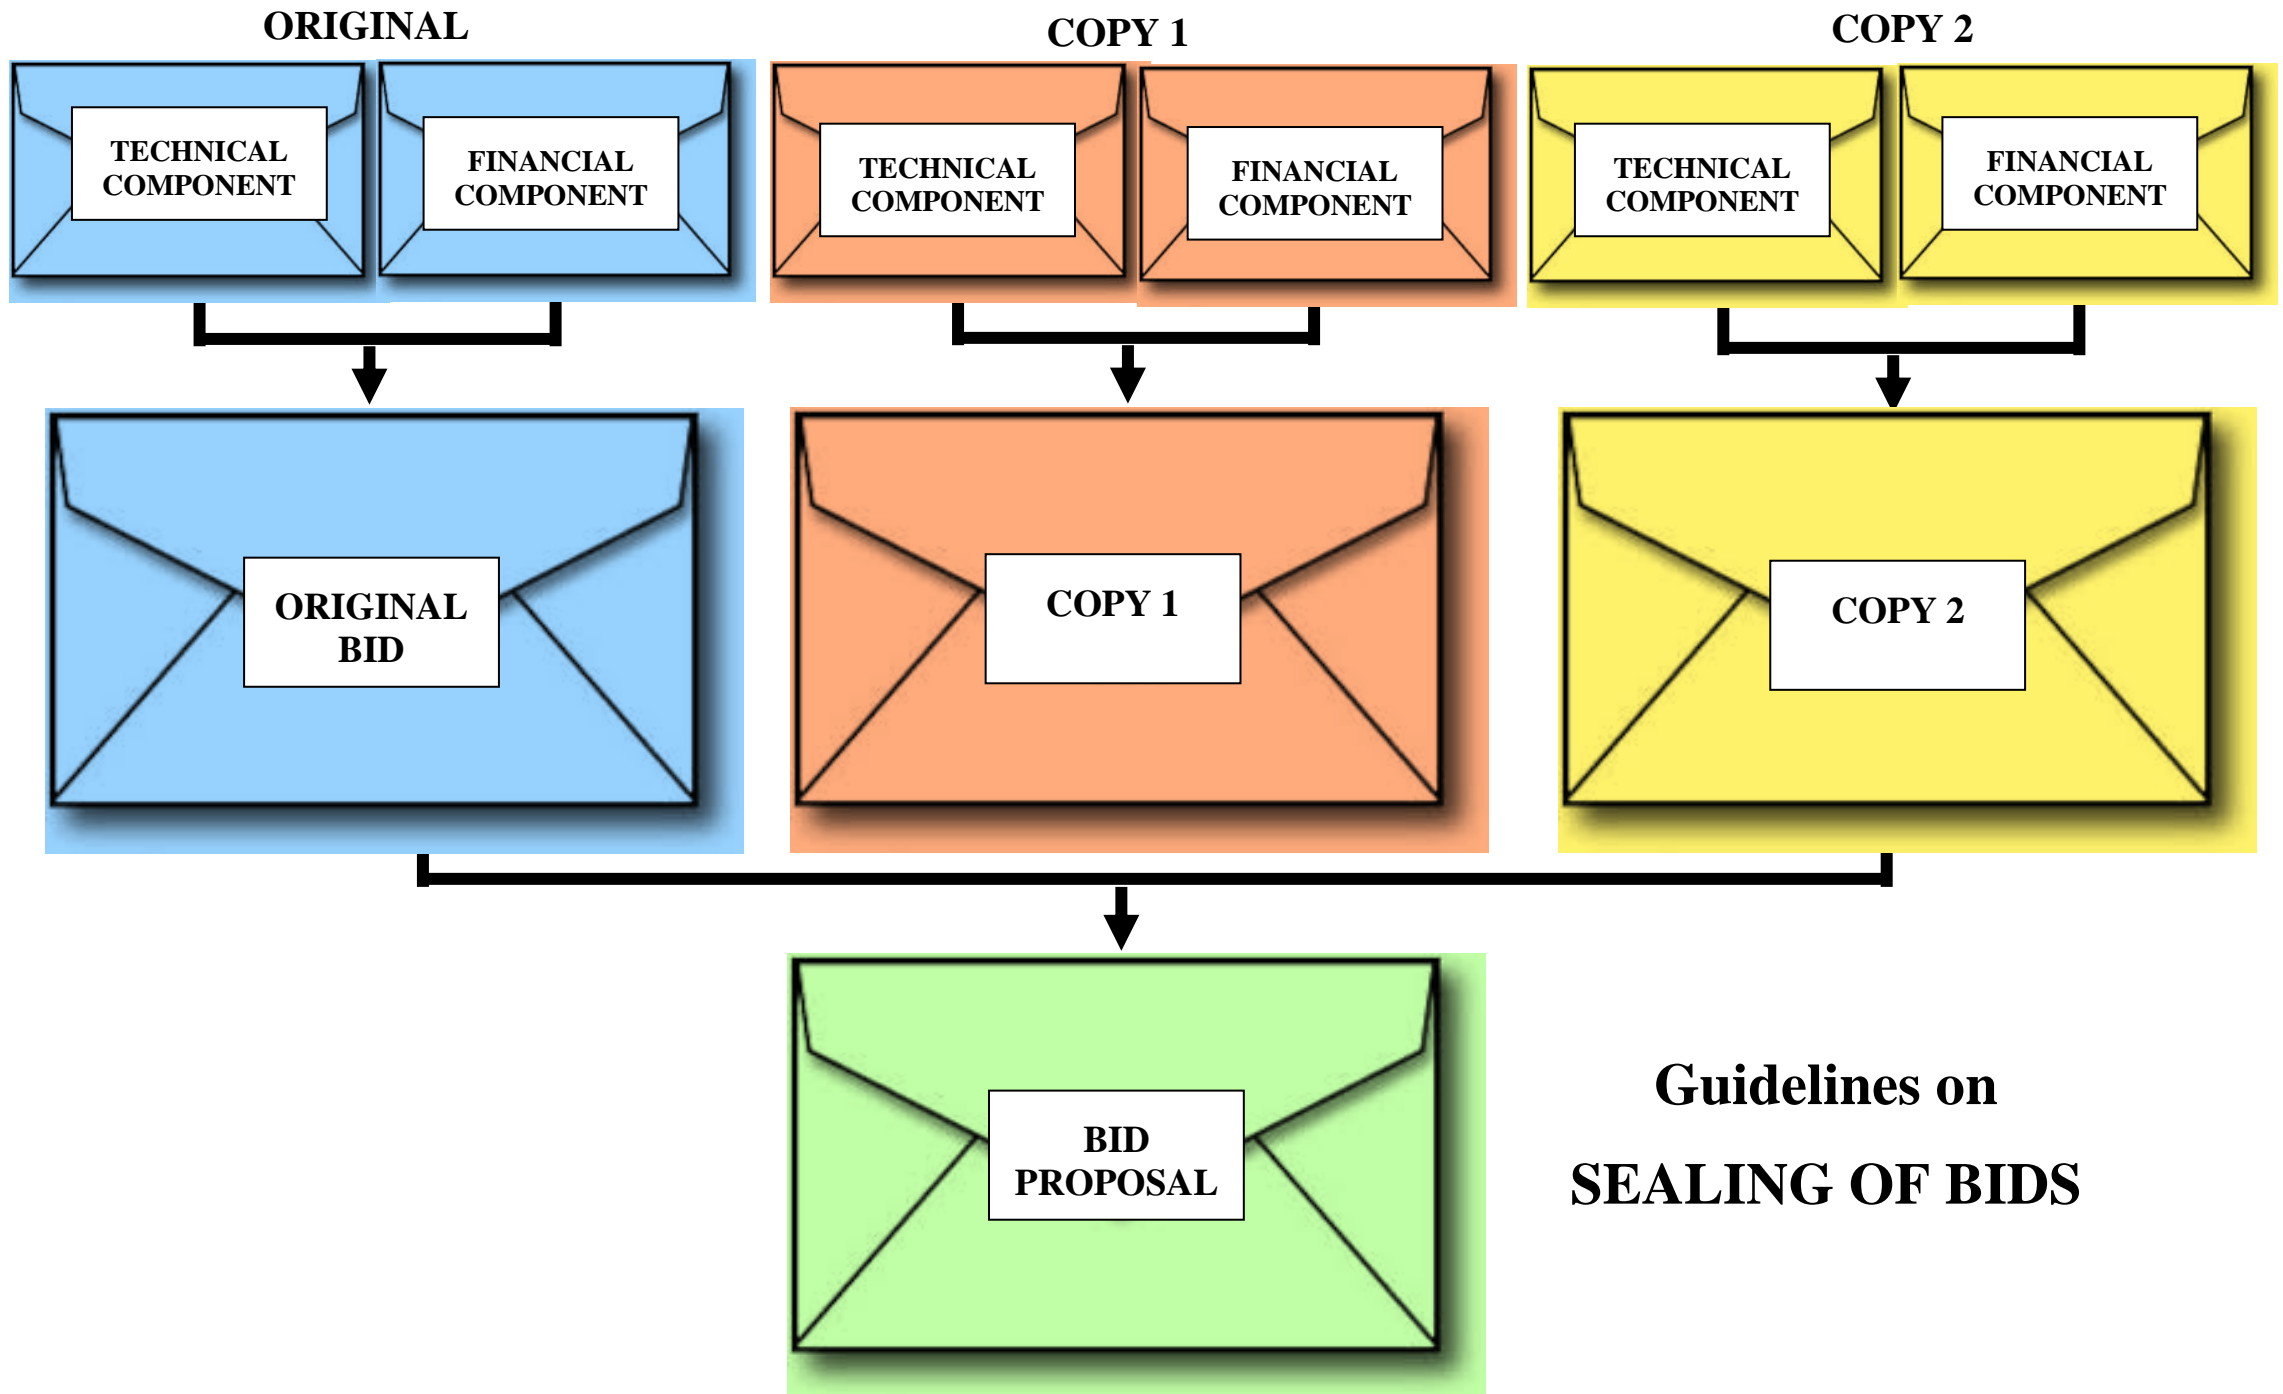 ORIGINAL
COPY 1
COPY 2
TECHNICAL
COMPONENT
FINANCIAL
COMPONENT
TECHNICAL
COMPONENT
FINANCIAL
COMPONENT
TECHNICAL
COMPONENT
FINANCIAL
COMPONENT
ORIGINAL
BID
COPY 1
COPY 2
BID
PROPOSAL
Guidelines on
SEALING OF BIDS